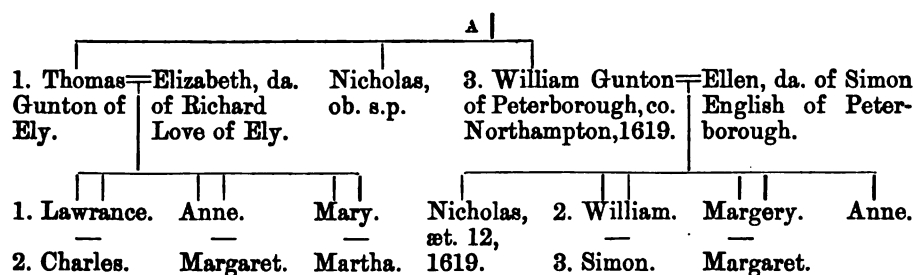 A
1. Thomas=Elizabeth, da. Nicholas, 3. William Gunton=Ellen, da. of Simon
Gunton of of Richard ob. s.p. of Peterborough, co. English of Peter-
Ely. Love of Ely. Northampton, 1619. borough.
1. Lawrance. Anne. Mary. Nicholas, 2. William. Margery. Anne.
æt. 12,
2. Charles. Margaret. Martha. 1619. 3. Simon. Margaret.